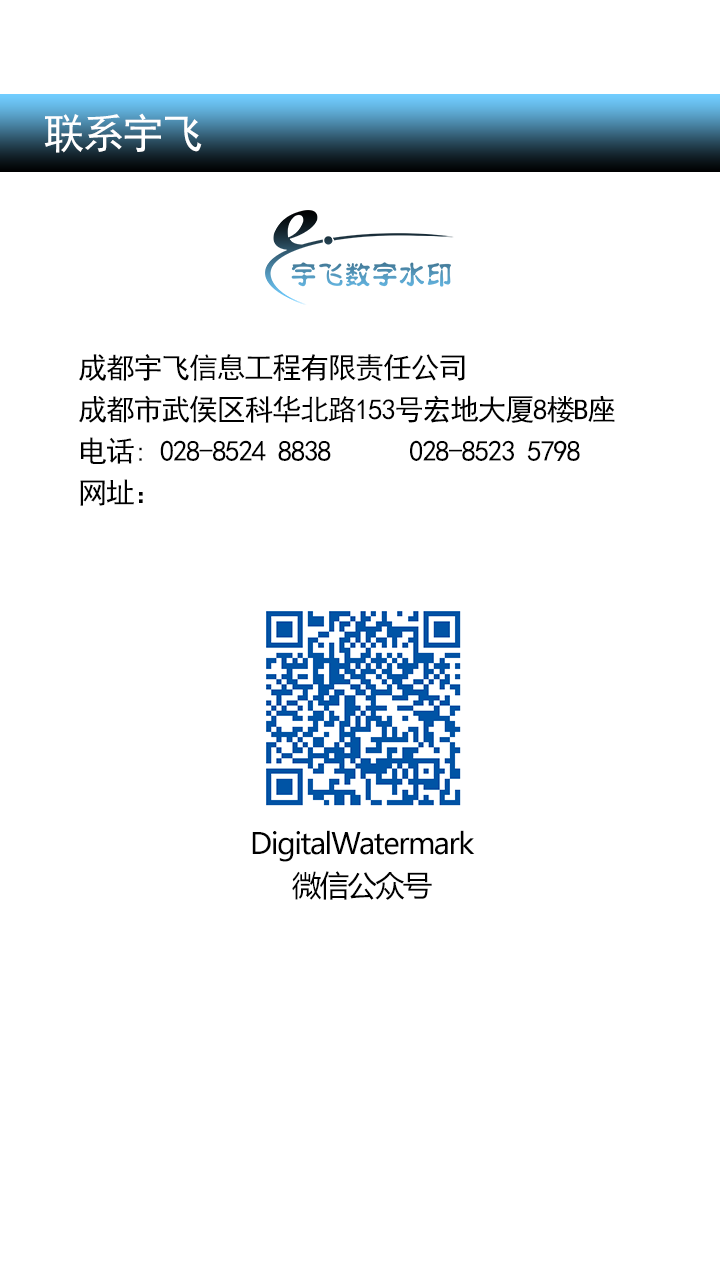 联系宇飞
宇飞数字水印
成都宇飞信息工程有限责任公司
成都市武侯区科华北路153号宏地大厦8楼B座
电话: 028-8524 8838 028-8523 5798
网址：
DigitalWatermark
微信公众号